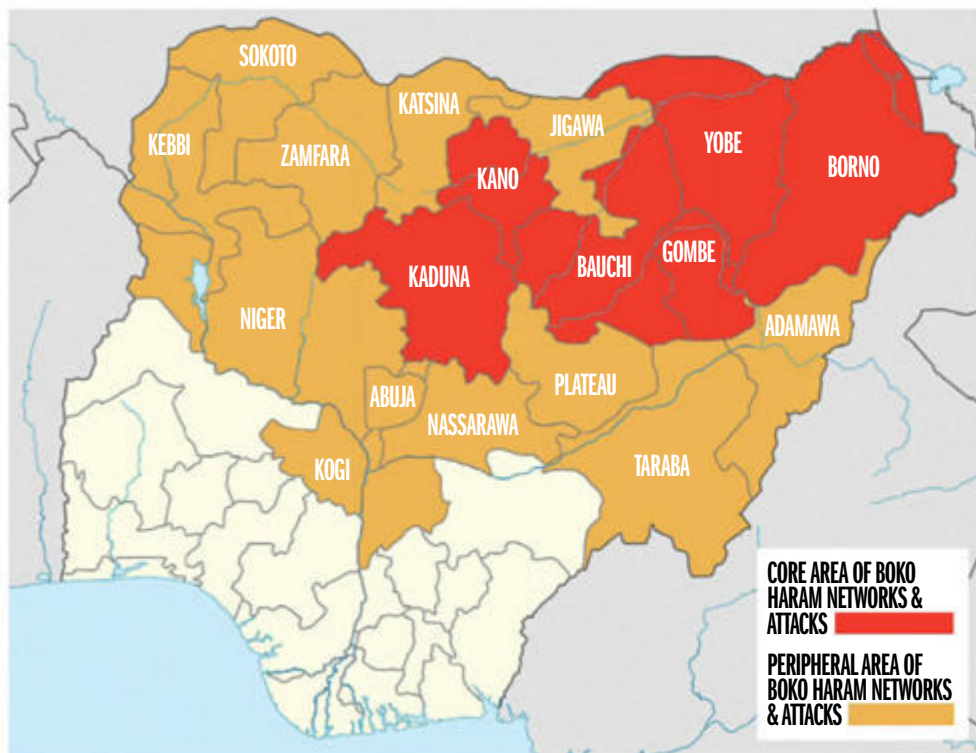 SOKOTO
KATSINA
JIGAWA
KEBBI
ZAMFARA
KANO
YOBE
BORNO
KADUNA
BAUCHI
GOMBE
NIGER
ADAMAWA
ABUJA
PLATEAU
NASSARAWA
KOGI
TARABA
CORE AREA OF BOKO
HARAM NETWORKS &
ATTACKS
PERIPHERAL AREA OF
BOKO HARAM NETWORKS
& ATTACKS